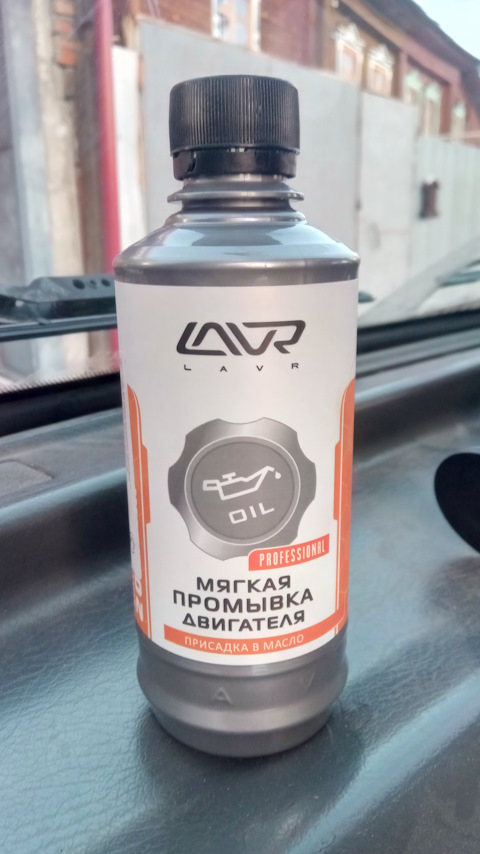 LAVR
LAVR
OIL
PROFESSIONAL
МЯГКАЯ
ПРОМЫВКА
ДВИГАТЕЛЯ
ПРИСАДКА В МАСЛО
A V